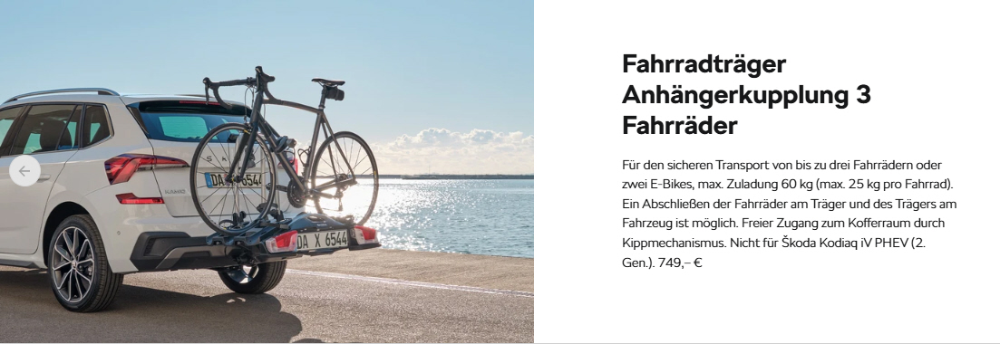 Fahrradträger
Anhängerkupplung 3
Fahrräder
Für den sicheren Transport von bis zu drei Fahrrädern oder
zwei E-Bikes, max. Zuladung 60 kg (max. 25 kg pro Fahrrad).
Ein Abschließen der Fahrräder am Träger und des Trägers am
Fahrzeug ist möglich. Freier Zugang zum Kofferraum durch
Kippmechanismus. Nicht für Škoda Kodiaq iV PHEV (2.
Gen.). 749,– €
DA X 6544